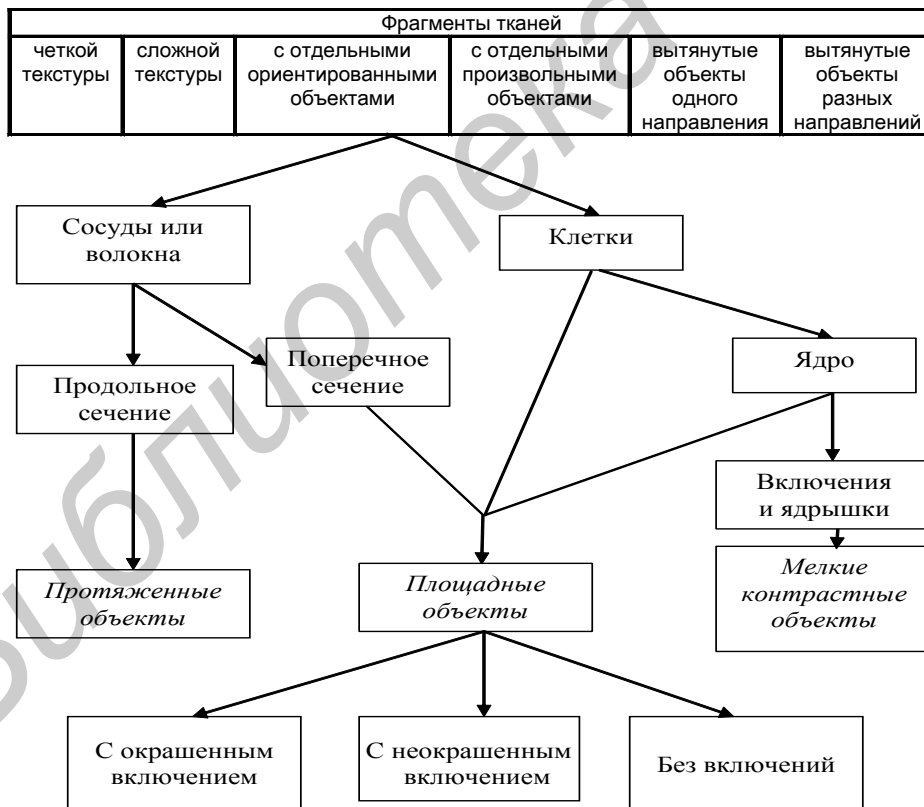 Фрагменты тканей
четкой
текстуры
сложной
текстуры
с отдельными
ориентированными
объектами
с отдельными
произвольными
объектами
вытянутые
объекты
одного
направления
вытянутые
объекты
разных
направлений
Сосуды или
волокна
Клетки
Продольное
сечение
Поперечное
сечение
Ядро
Включения
и ядрышки
Протяженные
объекты
Площадные
объекты
Мелкие
контрастные
объекты
С окрашенным
включением
С неокрашенным
включением
Без включений
Библиотека